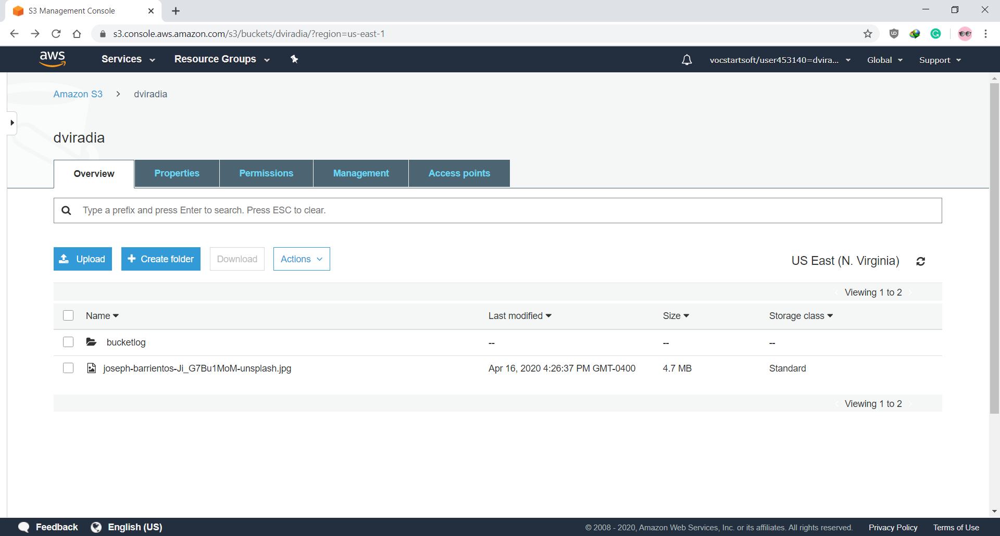 S3 Management Console
s3.console.aws.amazon.com/s3/buckets/dviradia/?region=us-east-1
aws Services Resource Groups vocstartsoft/user453140=dvira... Global Support
Amazon S3 dviradia
dviradia
Overview Properties Permissions Management Access points
Type a prefix and press Enter to search. Press ESC to clear.
Upload Create folder Download Actions US East (N. Virginia)
Viewing 1 to 2
Name Last modified Size Storage class
bucketlog -- -- --
joseph-barrientos-Ji_G7Bu1MoM-unsplash.jpg Apr 16, 2020 4:26:37 PM GMT-0400 4.7 MB Standard
Viewing 1 to 2
Feedback English (US) © 2008 - 2020, Amazon Web Services, Inc. or its affiliates. All rights reserved. Privacy Policy Terms of Use